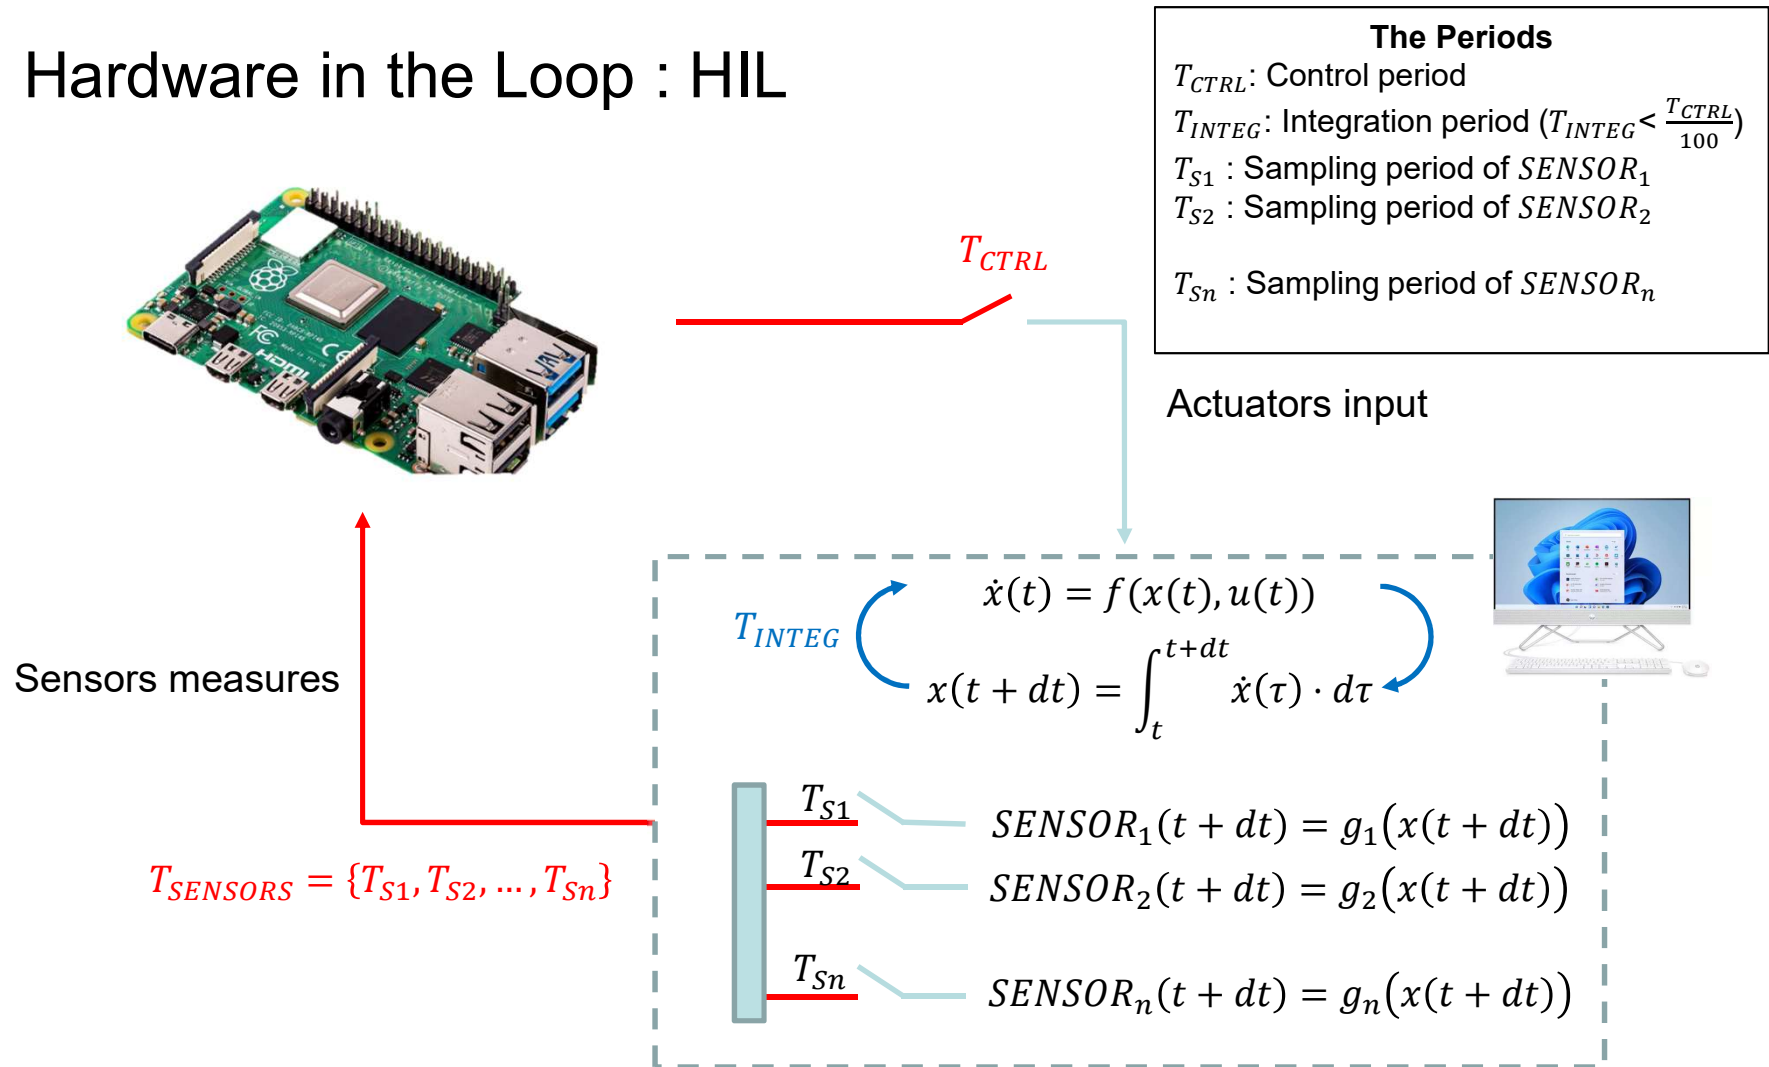 Hardware in the Loop : HIL
The Periods
T_CTRL: Control period
T_INTEG: Integration period (T_INTEG< T_CTRL/100)
T_S1 : Sampling period of SENSOR_1
T_S2 : Sampling period of SENSOR_2
T_Sn : Sampling period of SENSOR_n
T_CTRL
Actuators input
HDMI
FC CE
ẋ(t) = f(x(t), u(t))
T_INTEG
x(t + dt) = ∫_t^{t+dt} ẋ(τ) · dτ
Sensors measures
T_SENSORS = {T_S1, T_S2, … , T_Sn}
T_S1 SENSOR_1(t + dt) = g_1(x(t + dt))
T_S2 SENSOR_2(t + dt) = g_2(x(t + dt))
T_Sn SENSOR_n(t + dt) = g_n(x(t + dt))